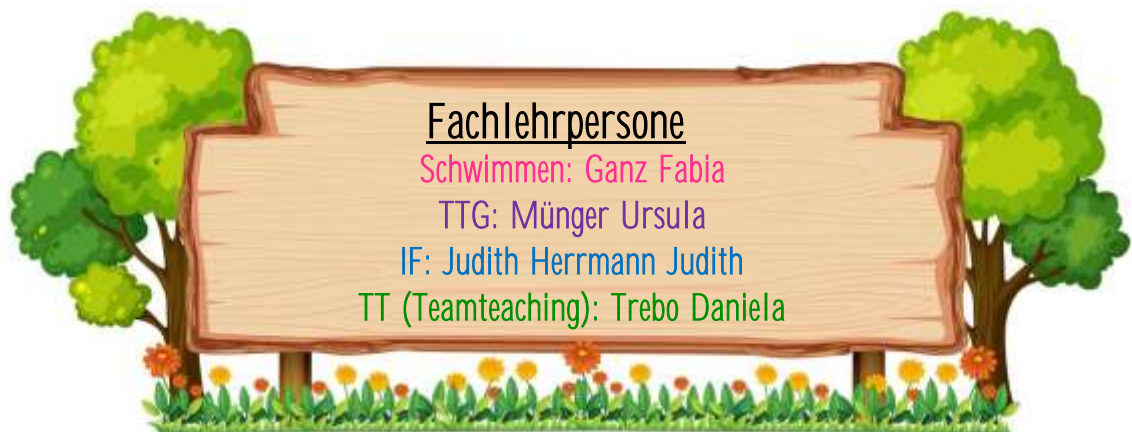 Fachlehrpersone
Schwimmen: Ganz Fabia
TTG: Münger Ursula
IF: Judith Herrmann Judith
TT (Teamteaching): Trebo Daniela